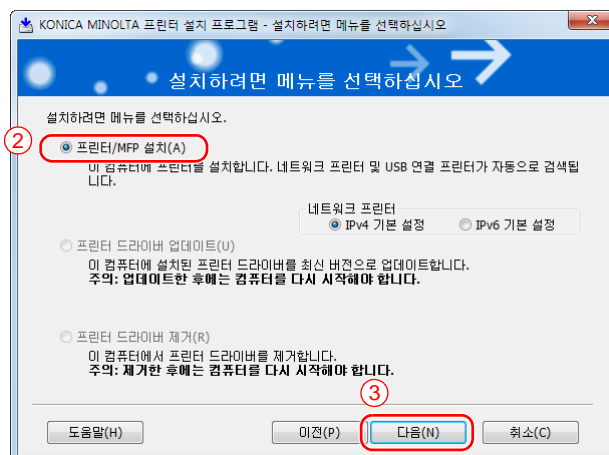 KONICA MINOLTA 프린터 설치 프로그램 - 설치하려면 메뉴를 선택하십시오
설치하려면 메뉴를 선택하십시오
설치하려면 메뉴를 선택하십시오.
② 프린터/MFP 설치(A)
이 컴퓨터에 프린터를 설치합니다. 네트워크 프린터 및 USB 연결 프린터가 자동으로 검색됩
니다.
네트워크 프린터
IPv4 기본 설정 IPv6 기본 설정
프린터 드라이버 업데이트(U)
이 컴퓨터에 설치된 프린터 드라이버를 최신 버전으로 업데이트합니다.
주의: 업데이트한 후에는 컴퓨터를 다시 시작해야 합니다.
프린터 드라이버 제거(R)
이 컴퓨터에서 프린터 드라이버를 제거합니다.
주의: 제거한 후에는 컴퓨터를 다시 시작해야 합니다.
③
도움말(H) 이전(P) 다음(N) 취소(C)